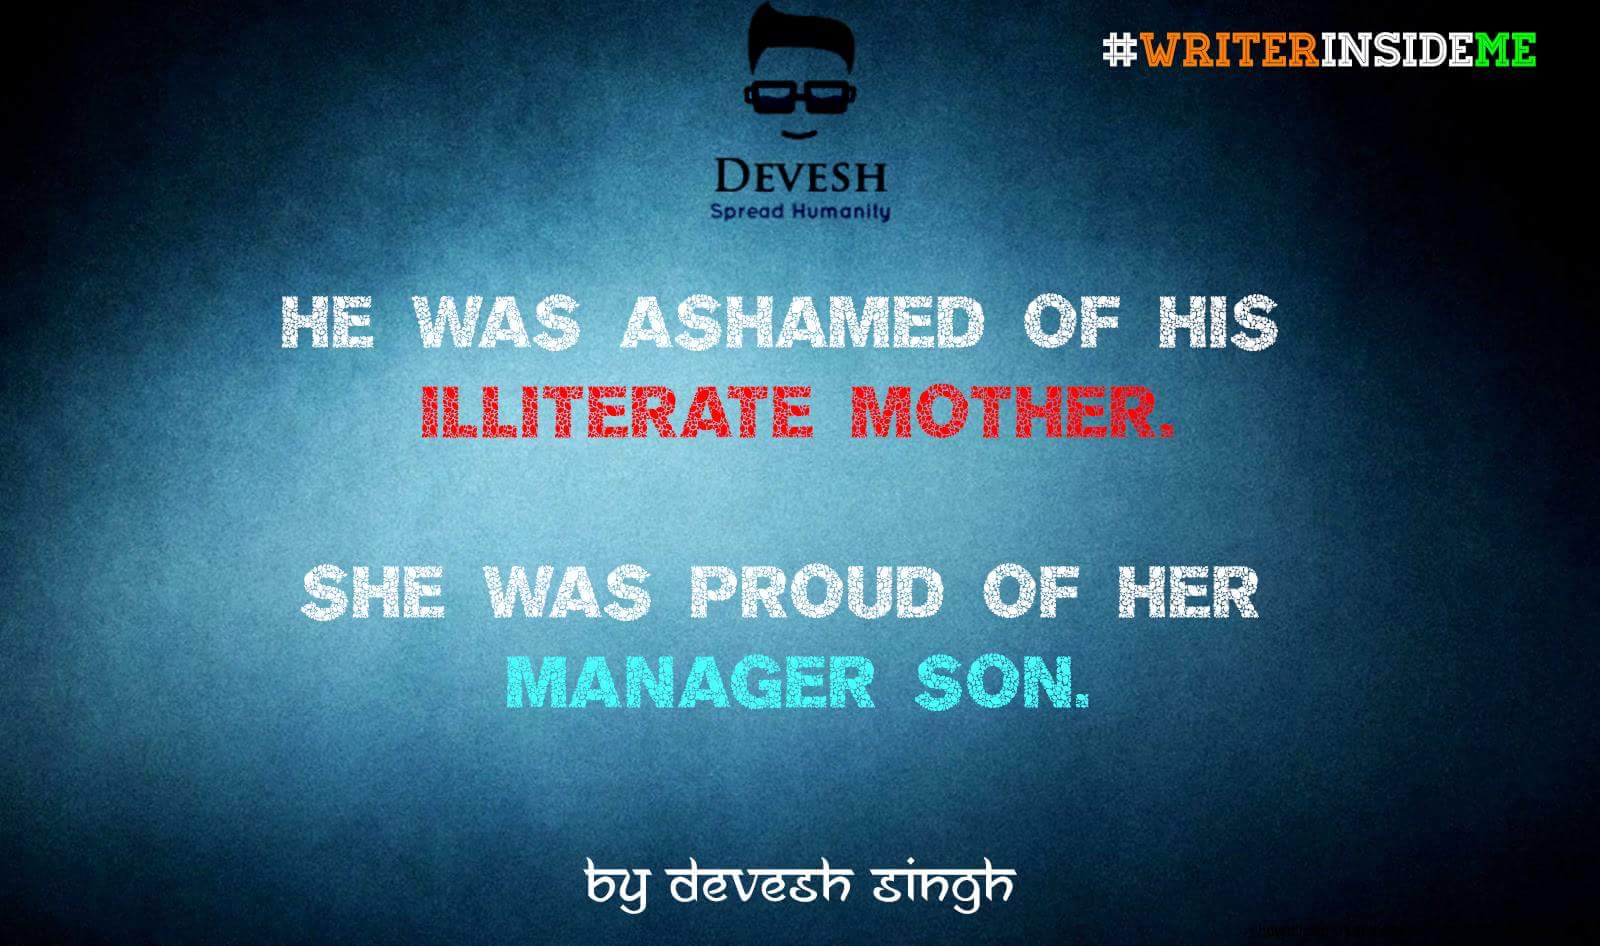 #WRITERINSIDEME
DEVESH
Spread Humanity
HE WAS ASHAMED OF HIS
ILLITERATE MOTHER.
SHE WAS PROUD OF HER
MANAGER SON.
by devesh singh